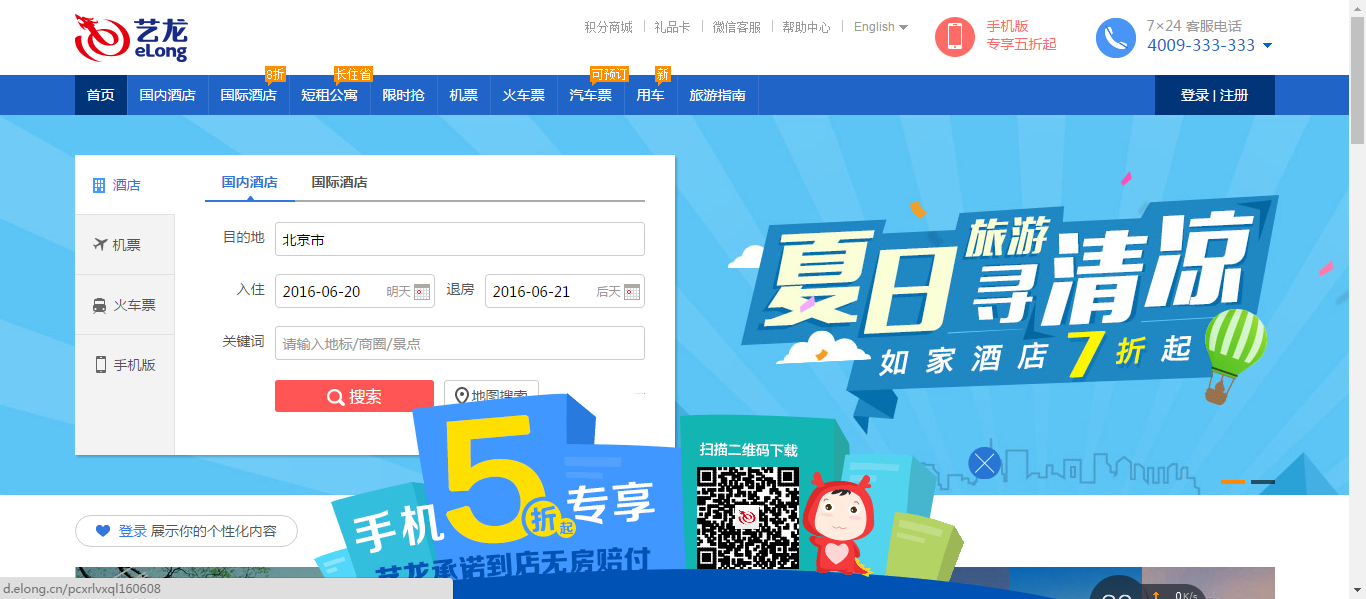 艺龙
eLong
积分商城 | 礼品卡 | 微信客服 | 帮助中心 | English
手机版
专享五折起
7×24 客服电话
4009-333-333
8折
长住省
可预订
新
首页 国内酒店 国际酒店 短租公寓 限时抢 机票 火车票 汽车票 用车 旅游指南 登录 | 注册
酒店
机票
火车票
手机版
国内酒店 国际酒店
目的地 北京市
入住 2016-06-20 明天 退房 2016-06-21 后天
关键词 请输入地标/商圈/景点
搜索 地图搜索
夏日旅游寻清凉
如家酒店7折起
手机5折起专享
艺龙承诺到店无房赔付
扫描二维码下载
登录 展示你的个性化内容
d.elong.cn/pcxrlvxql160608
0K/s